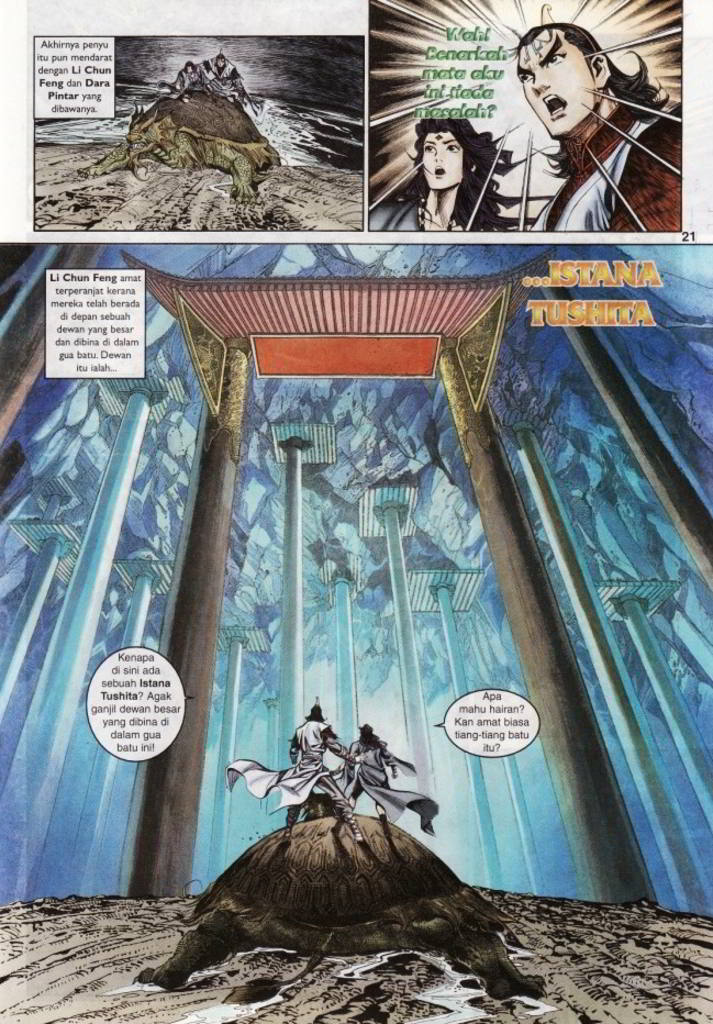 Akhirnya penyu
itu pun mendarat
dengan Li Chun
Feng dan Dara
Pintar yang
dibawanya.
Wah!
Benarkah
mata aku
ini tiada
masalah?
21
Li Chun Feng amat
terperanjat kerana
mereka telah berada
di depan sebuah
dewan yang besar
dan dibina di dalam
gua batu. Dewan
itu ialah...
...ISTANA
TUSHITA
Kenapa
di sini ada
sebuah Istana
Tushita? Agak
ganjil dewan besar
yang dibina di
dalam gua
batu ini!
Apa
mahu hairan?
Kan amat biasa
tiang-tiang batu
itu?